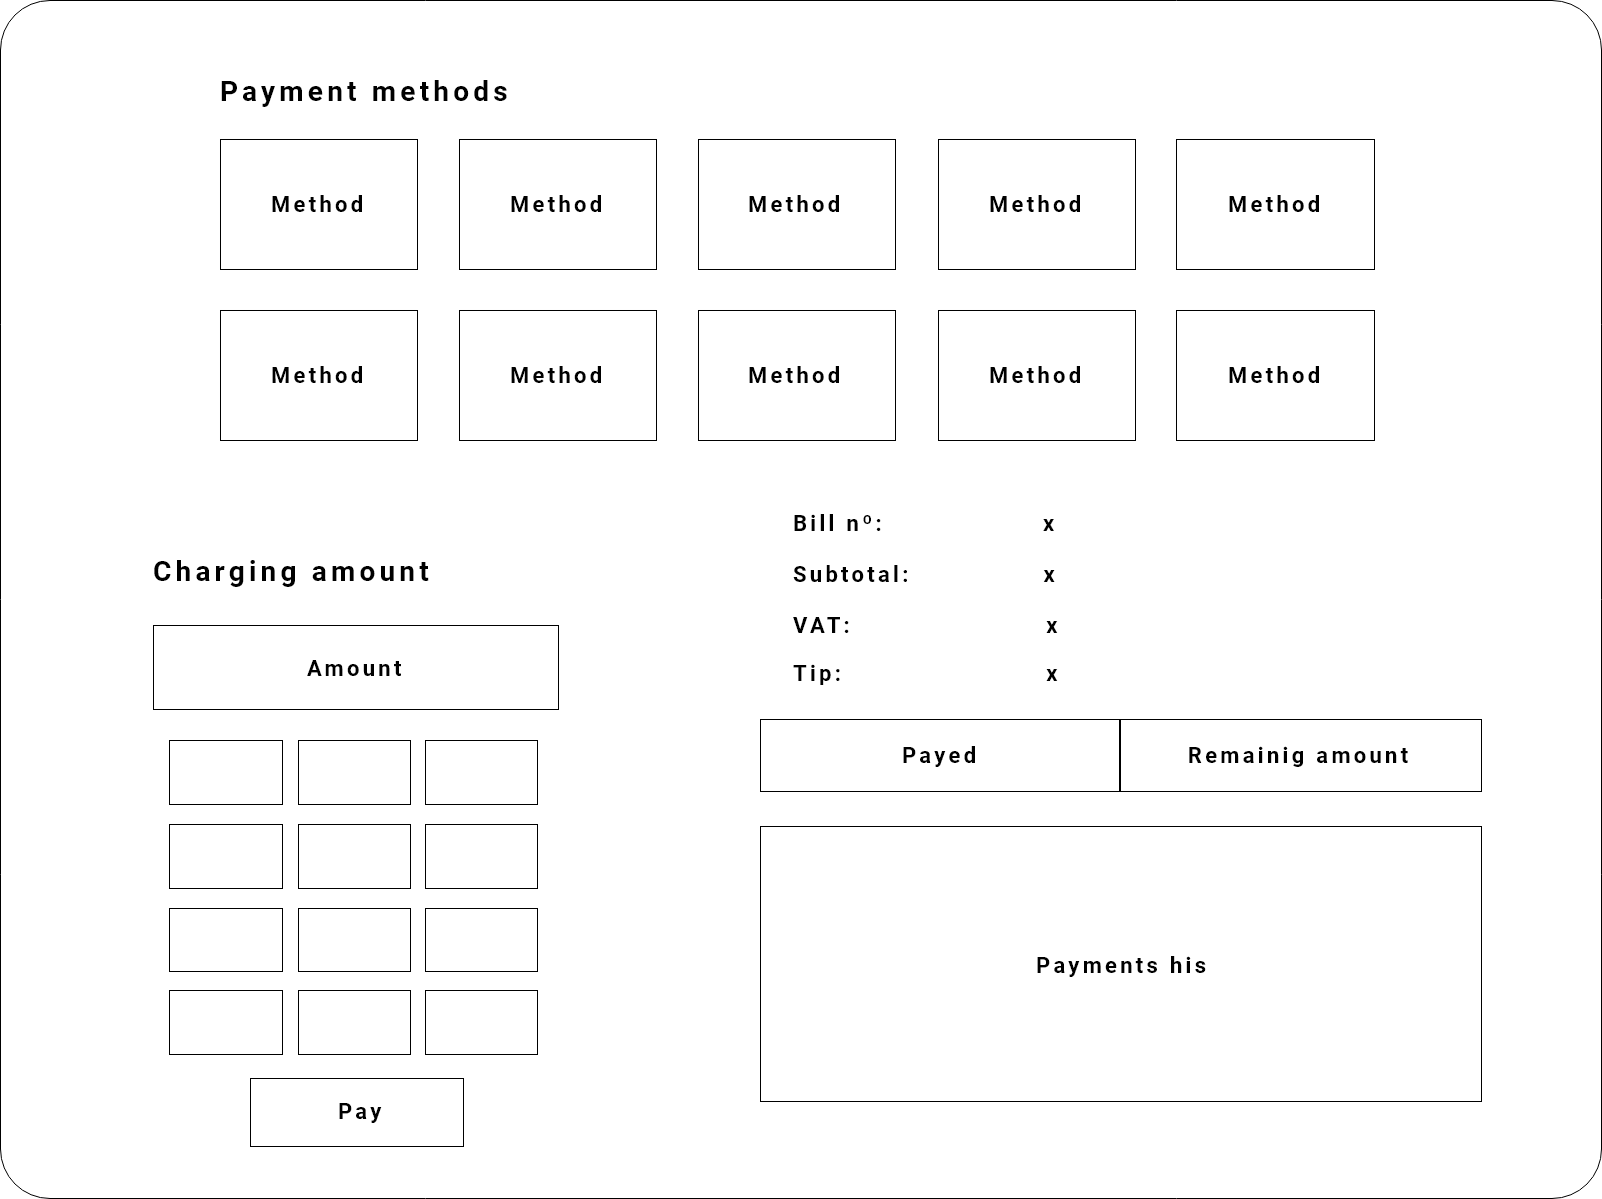 Payment methods
Method Method Method Method Method
Method Method Method Method Method
Charging amount
Amount
Pay
Bill nº: x
Subtotal: x
VAT: x
Tip: x
Payed Remainig amount
Payments his